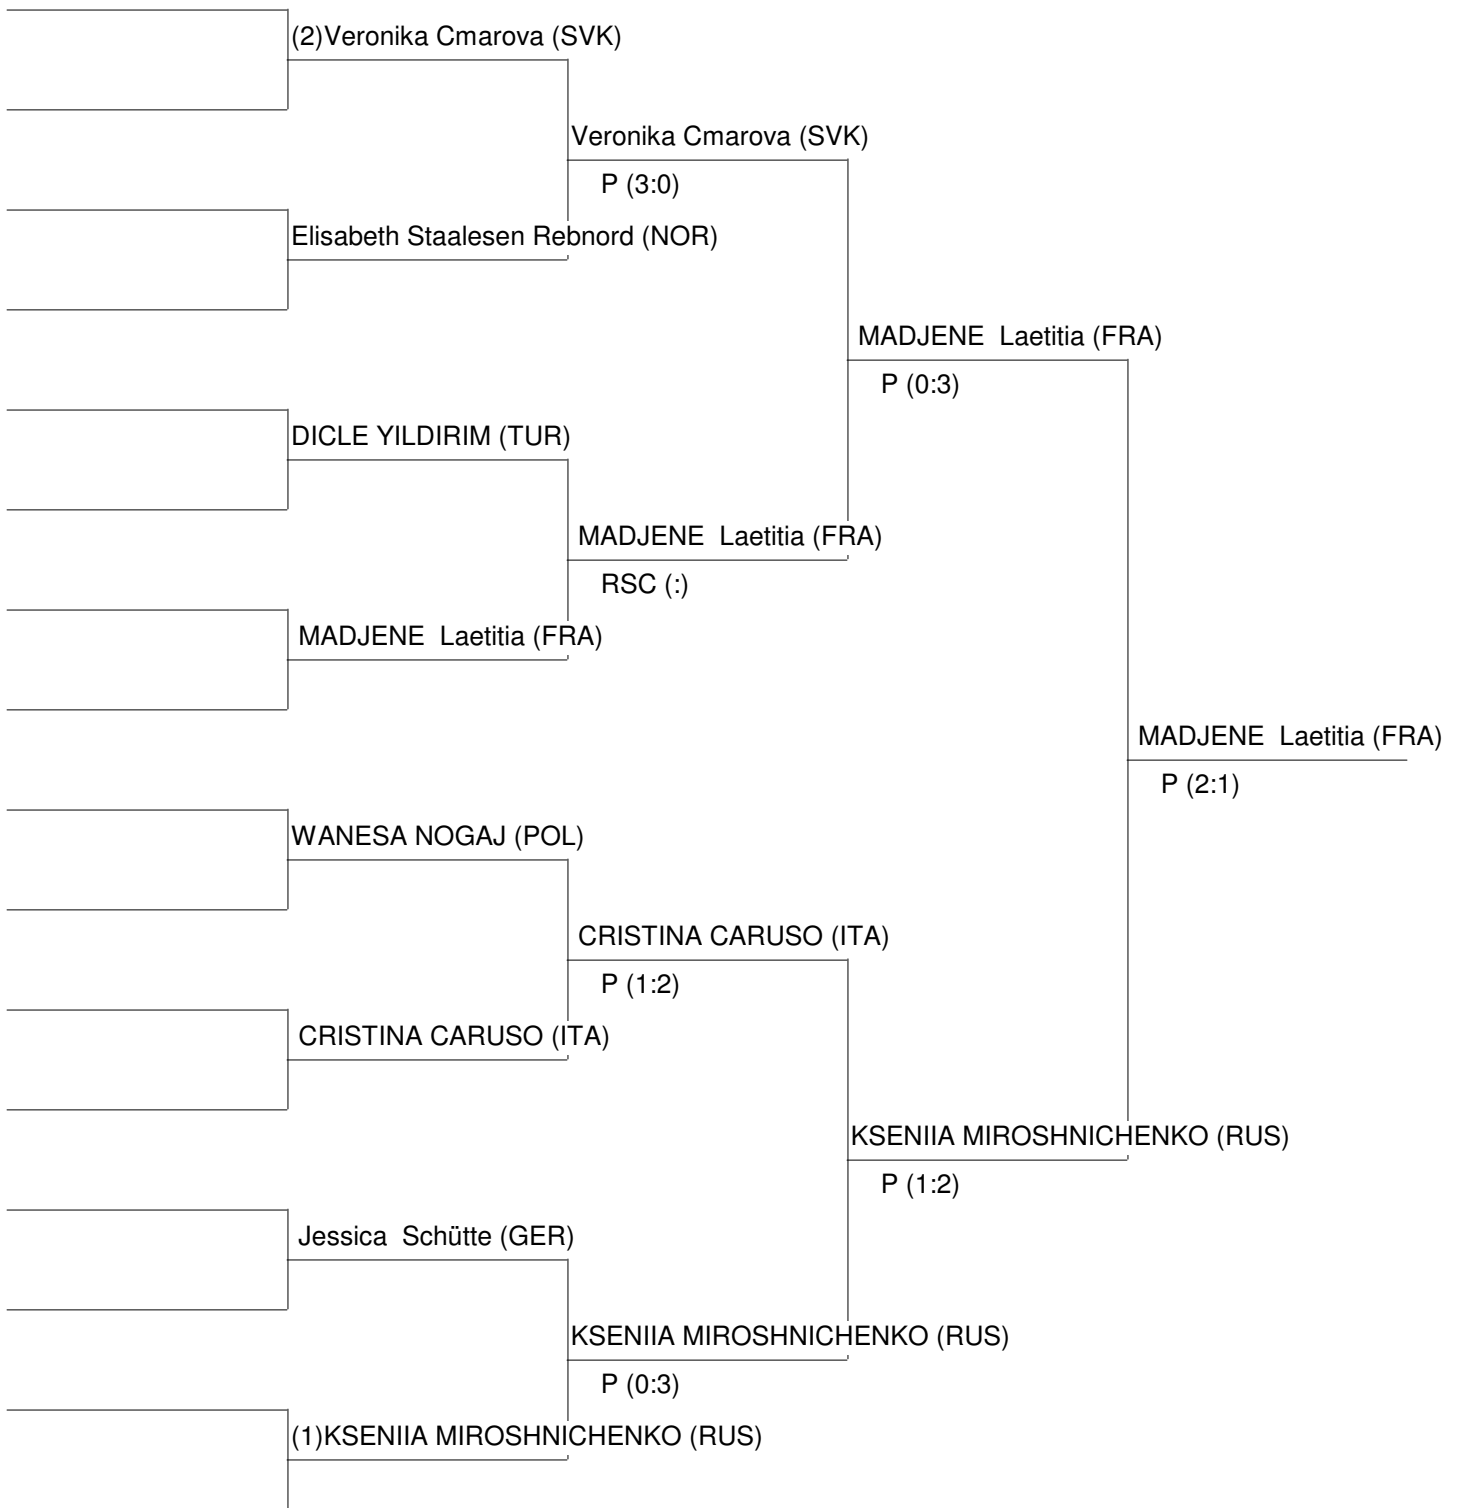 (2)Veronika Cmarova (SVK)
Veronika Cmarova (SVK)
P (3:0)
Elisabeth Staalesen Rebnord (NOR)
MADJENE  Laetitia (FRA)
P (0:3)
DICLE YILDIRIM (TUR)
MADJENE  Laetitia (FRA)
RSC (:)
MADJENE  Laetitia (FRA)
MADJENE  Laetitia (FRA)
P (2:1)
WANESA NOGAJ (POL)
CRISTINA CARUSO (ITA)
P (1:2)
CRISTINA CARUSO (ITA)
KSENIIA MIROSHNICHENKO (RUS)
P (1:2)
Jessica  Schütte (GER)
KSENIIA MIROSHNICHENKO (RUS)
P (0:3)
(1)KSENIIA MIROSHNICHENKO (RUS)